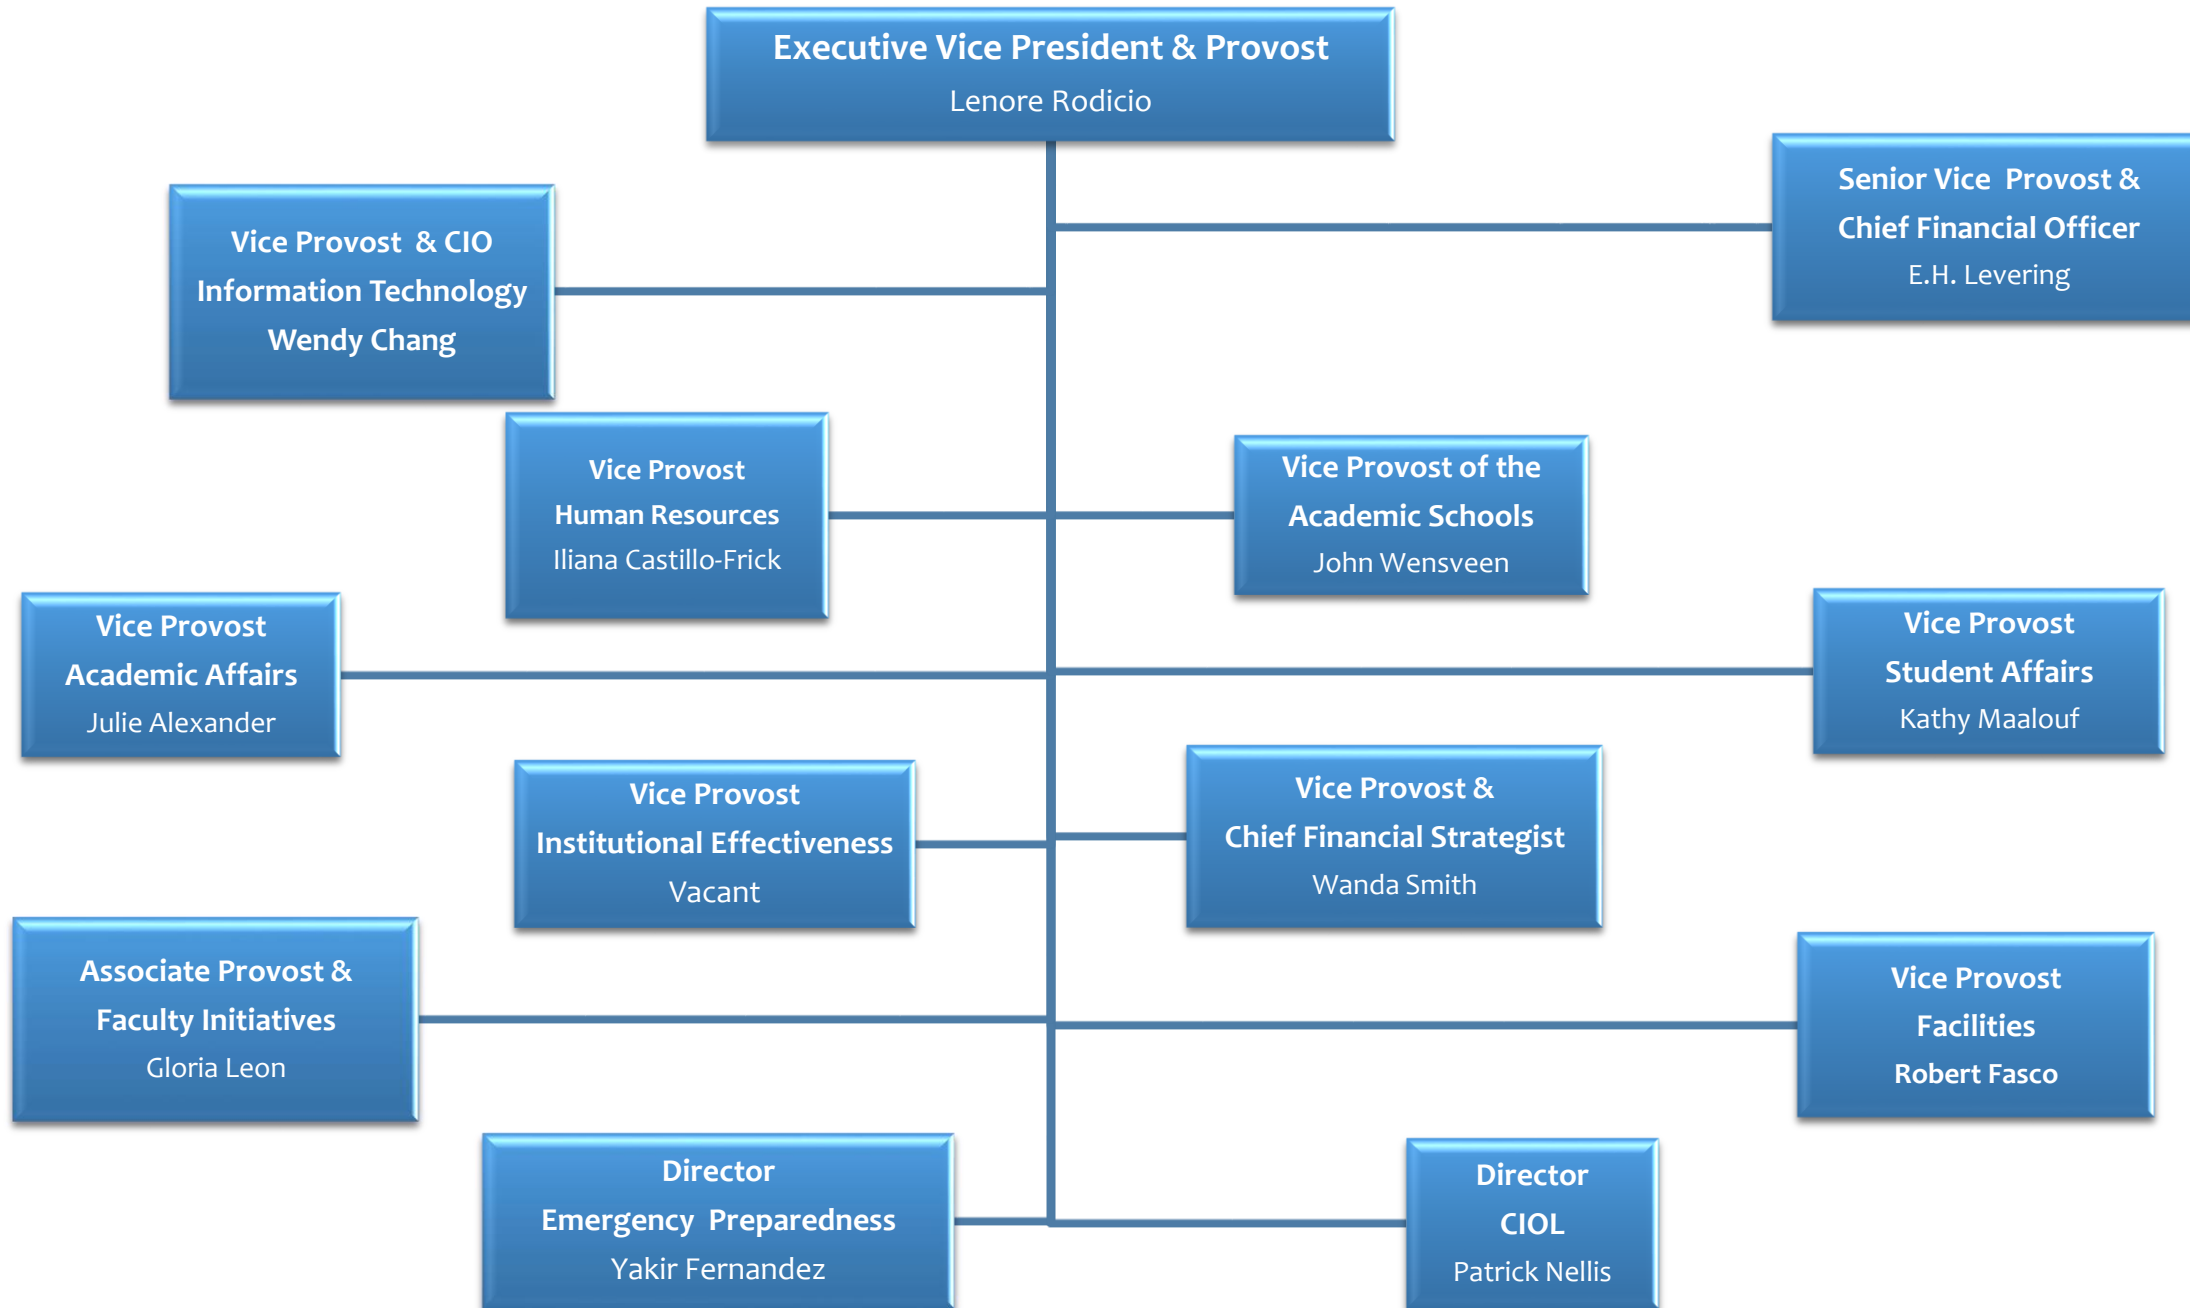 Executive Vice President & Provost
Lenore Rodicio
Senior Vice  Provost &
Chief Financial Officer
E.H. Levering
Vice Provost  & CIO
Information Technology
Wendy Chang
Vice Provost
Human Resources
Iliana Castillo-Frick
Vice Provost of the
Academic Schools
John Wensveen
Vice Provost
Academic Affairs
Julie Alexander
Vice Provost
Student Affairs
Kathy Maalouf
Vice Provost
Institutional Effectiveness
Vacant
Vice Provost &
Chief Financial Strategist
Wanda Smith
Associate Provost &
Faculty Initiatives
Gloria Leon
Vice Provost
Facilities
Robert Fasco
Director
Emergency  Preparedness
Yakir Fernandez
Director
CIOL
Patrick Nellis